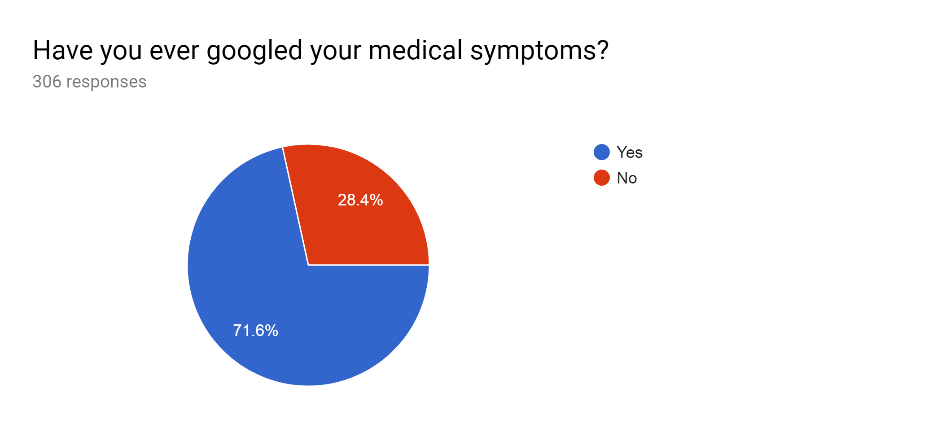 Have you ever googled your medical symptoms?
306 responses
Yes
No
28.4%
71.6%